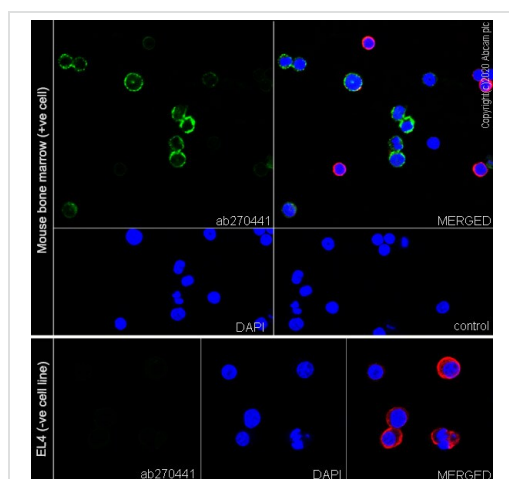 Mouse bone marrow (+ve cell)
ab270441
MERGED
Copyright(c) 2020 Abcam plc
DAPI
control
EL4 (-ve cell line)
ab270441
DAPI
MERGED